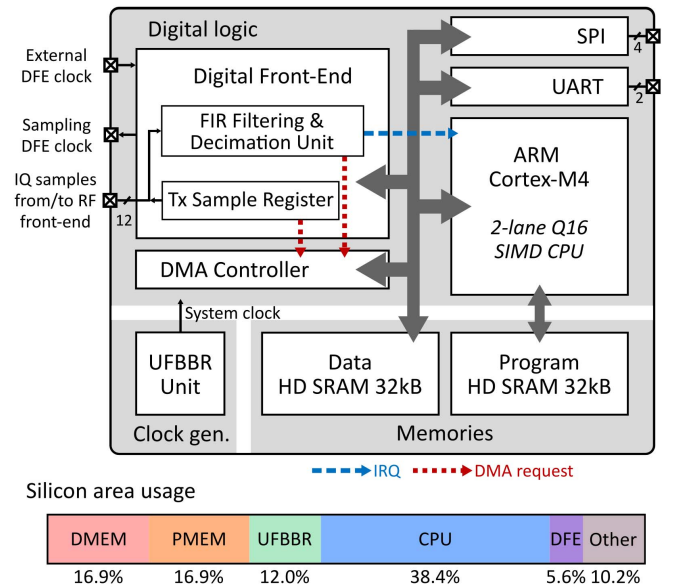 Digital logic
External
DFE clock
Sampling
DFE clock
IQ samples
from/to RF
front-end
12
Digital Front-End
FIR Filtering &
Decimation Unit
Tx Sample Register
DMA Controller
SPI
4
UART
2
ARM
Cortex-M4
2-lane Q16
SIMD CPU
System clock
UFBBR
Unit
Clock gen.
Data
HD SRAM 32kB
Program
HD SRAM 32kB
Memories
IRQ
DMA request
Silicon area usage
DMEM PMEM UFBBR CPU DFE Other
16.9% 16.9% 12.0% 38.4% 5.6% 10.2%